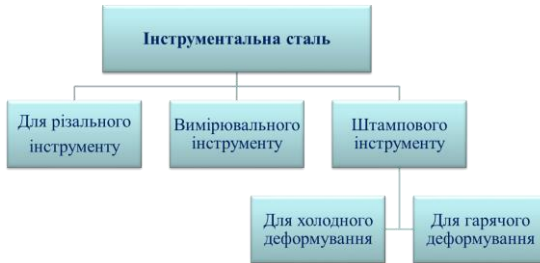 Інструментальна сталь
Для різального
інструменту
Вимірювального
інструменту
Штампового
інструменту
Для холодного
деформування
Для гарячого
деформування